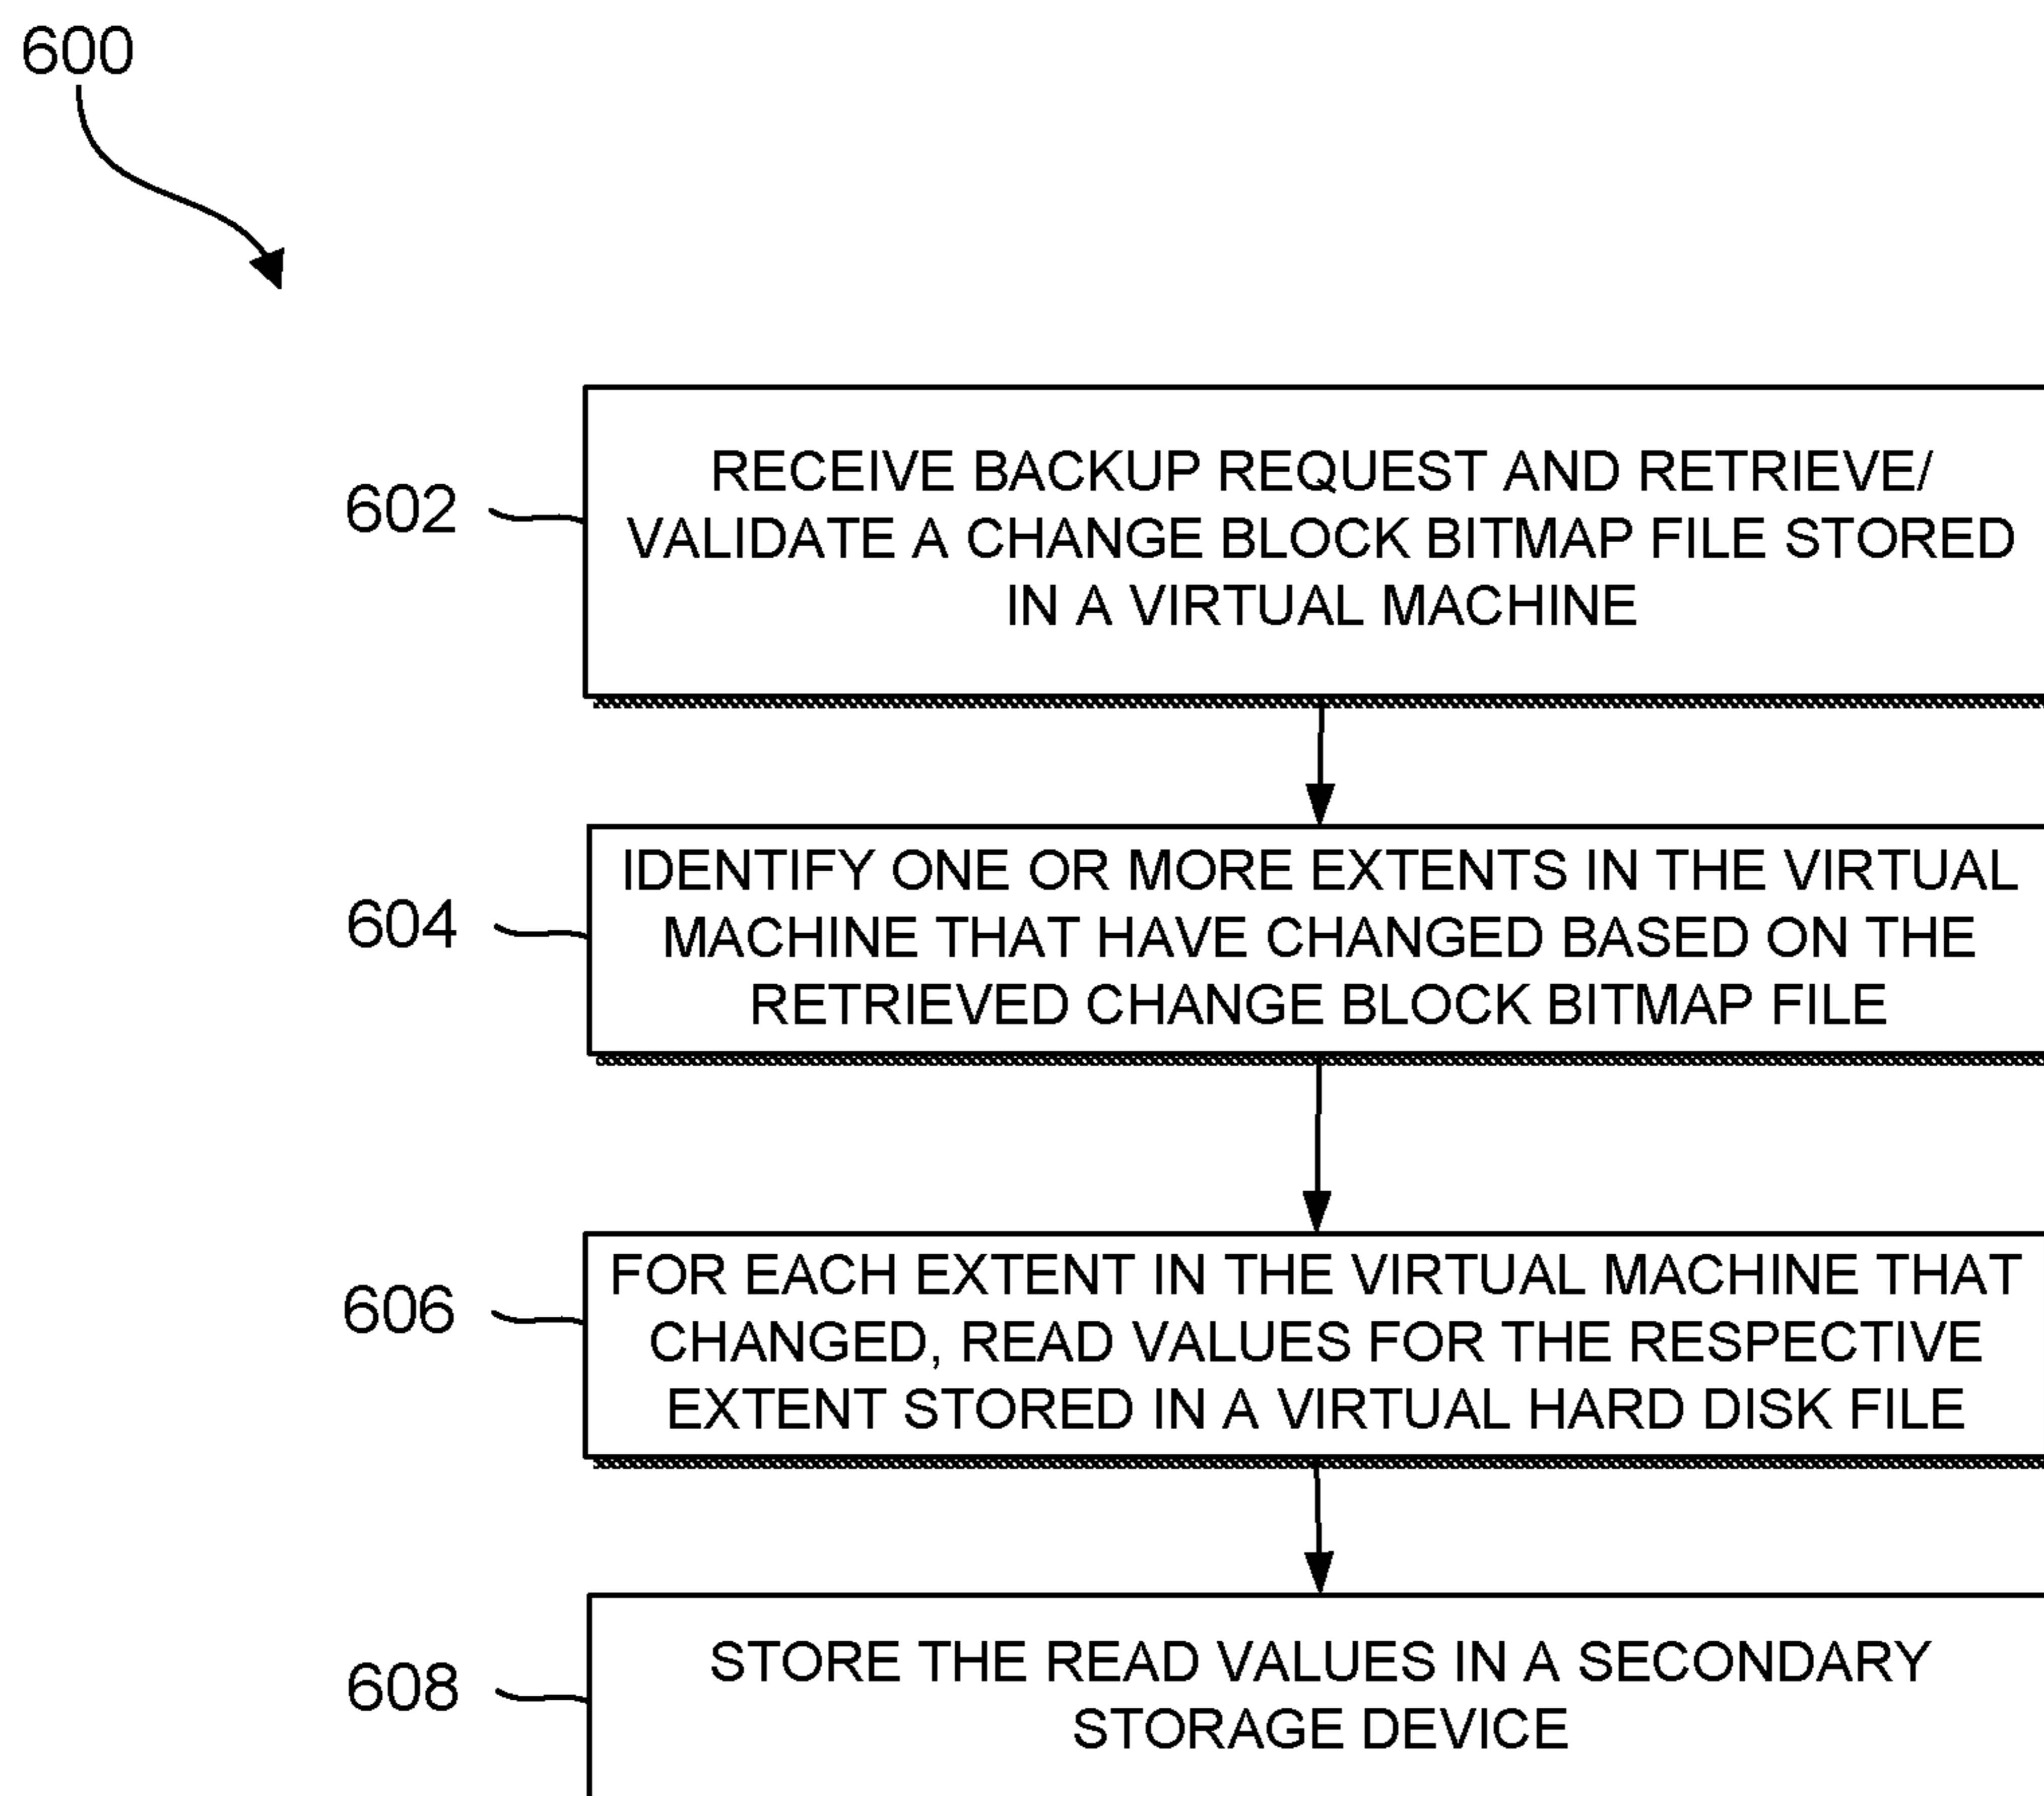 600
602
RECEIVE BACKUP REQUEST AND RETRIEVE/
VALIDATE A CHANGE BLOCK BITMAP FILE STORED
IN A VIRTUAL MACHINE
604
IDENTIFY ONE OR MORE EXTENTS IN THE VIRTUAL
MACHINE THAT HAVE CHANGED BASED ON THE
RETRIEVED CHANGE BLOCK BITMAP FILE
606
FOR EACH EXTENT IN THE VIRTUAL MACHINE THAT
CHANGED, READ VALUES FOR THE RESPECTIVE
EXTENT STORED IN A VIRTUAL HARD DISK FILE
608
STORE THE READ VALUES IN A SECONDARY
STORAGE DEVICE